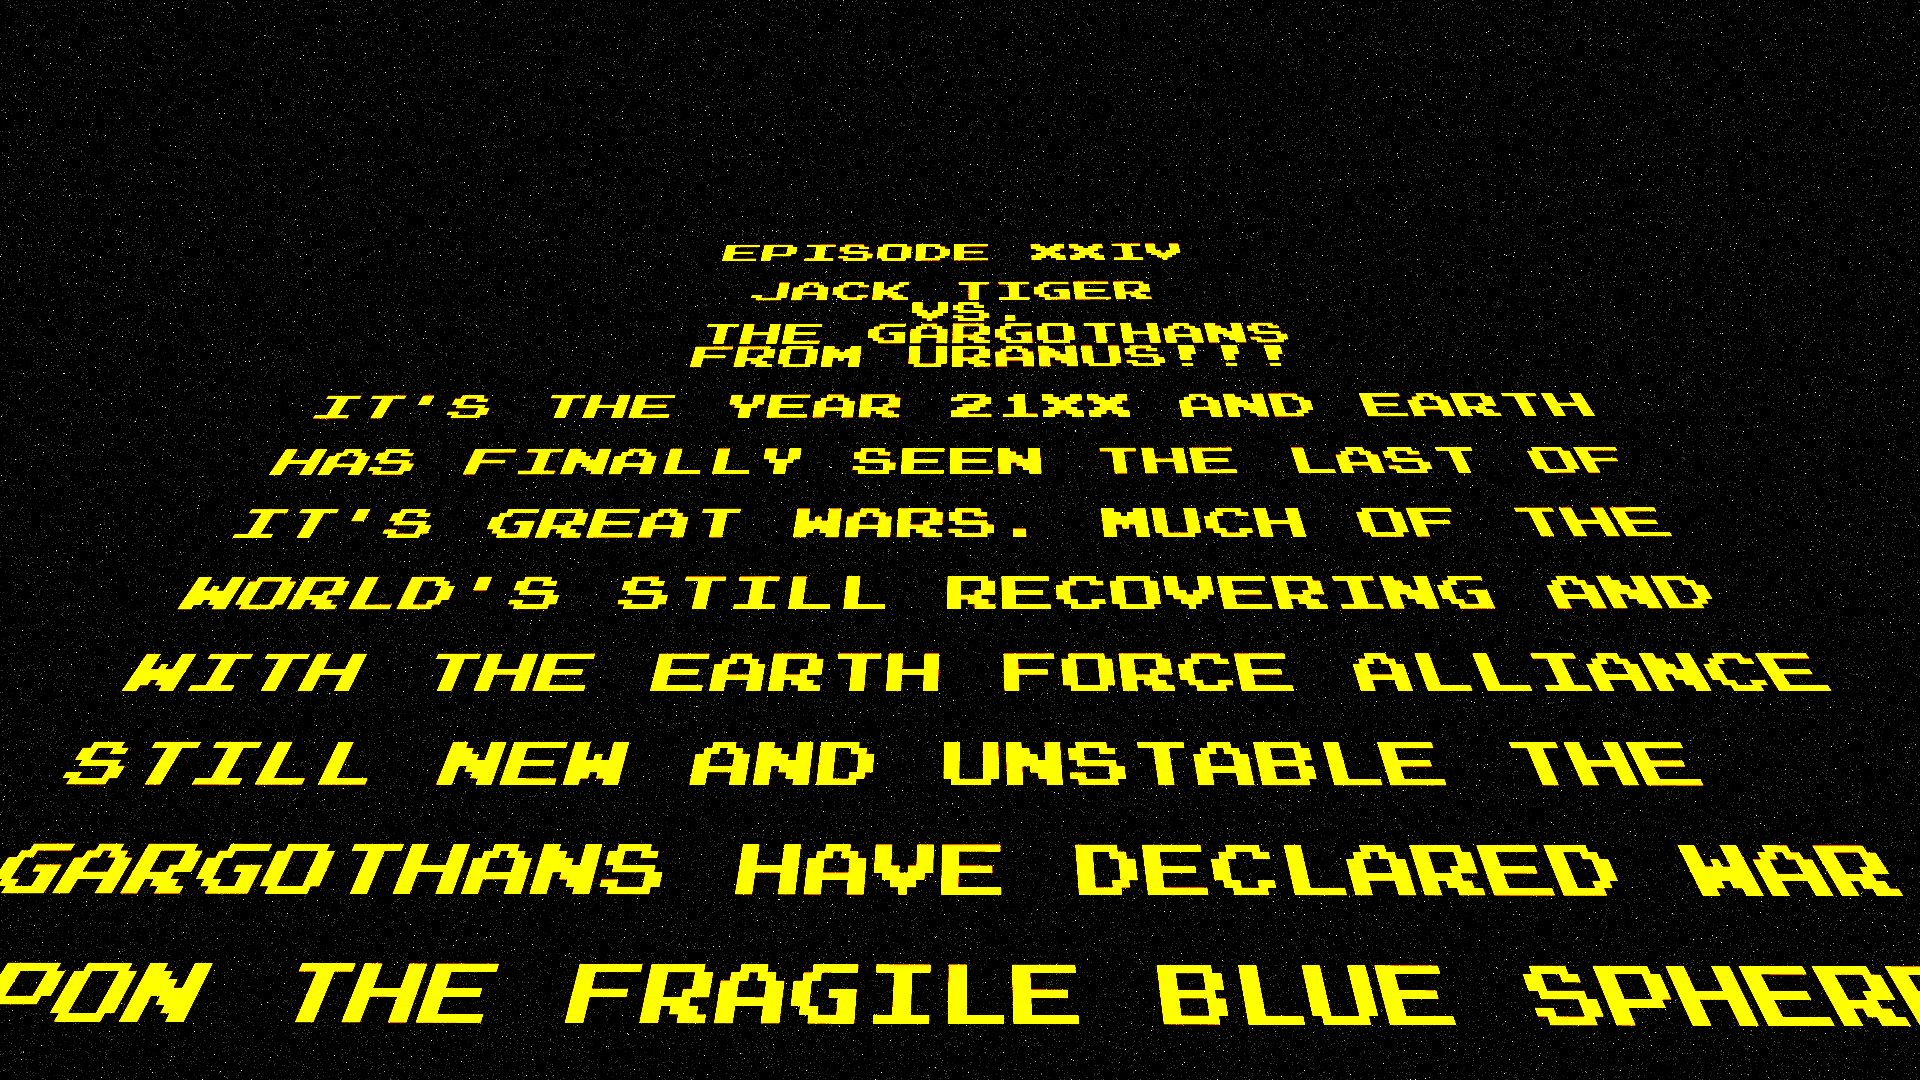 EPISODE XXIV
JACK TIGER
VS.
THE GARGOTHANS
FROM URANUS!!!
IT'S THE YEAR 21XX AND EARTH
HAS FINALLY SEEN THE LAST OF
IT'S GREAT WARS. MUCH OF THE
WORLD'S STILL RECOVERING AND
WITH THE EARTH FORCE ALLIANCE
STILL NEW AND UNSTABLE THE
GARGOTHANS HAVE DECLARED WAR
PON THE FRAGILE BLUE SPHERE